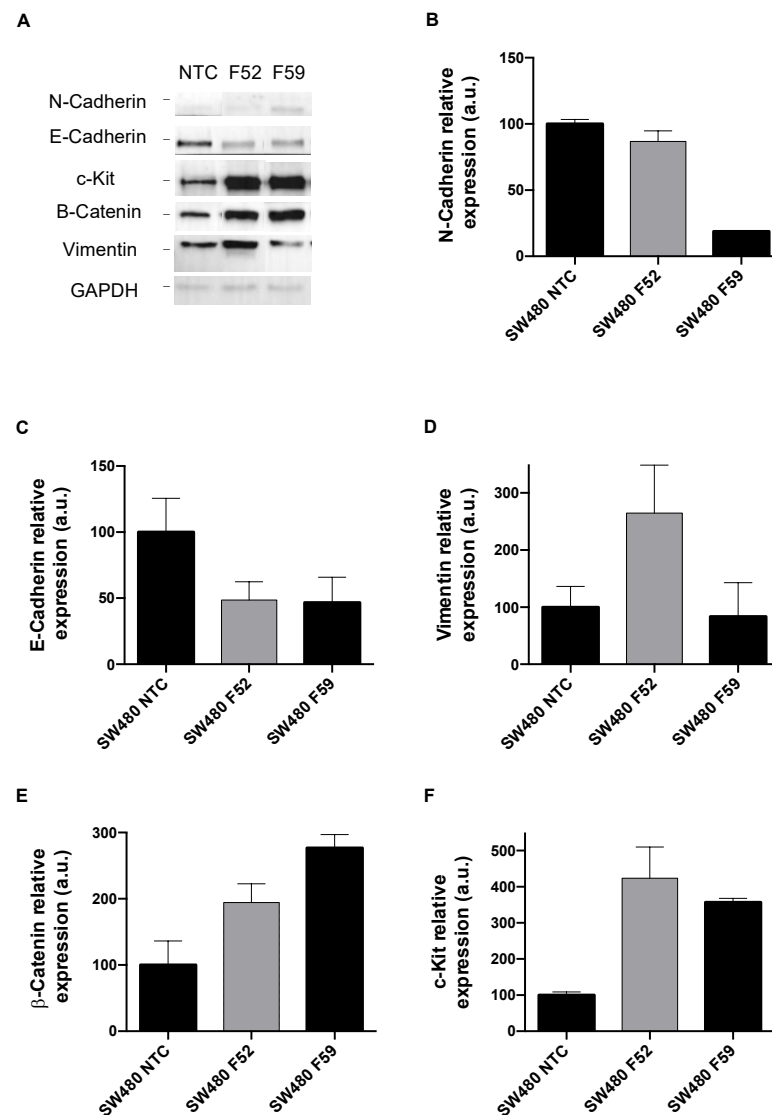 A
NTC F52 F59
N-Cadherin
E-Cadherin
c-Kit
B-Catenin
Vimentin
GAPDH
B
N-Cadherin relative
expression (a.u.)
150
100
50
0
SW480 NTC
SW480 F52
SW480 F59
C
E-Cadherin relative
expression (a.u.)
150
100
50
0
SW480 NTC
SW480 F52
SW480 F59
D
Vimentin relative
expression (a.u.)
300
200
100
0
SW480 NTC
SW480 F52
SW480 F59
E
β-Catenin relative
expression (a.u.)
300
200
100
0
SW480 NTC
SW480 F52
SW480 F59
F
c-Kit relative
expression (a.u.)
500
400
300
200
100
0
SW480 NTC
SW480 F52
SW480 F59